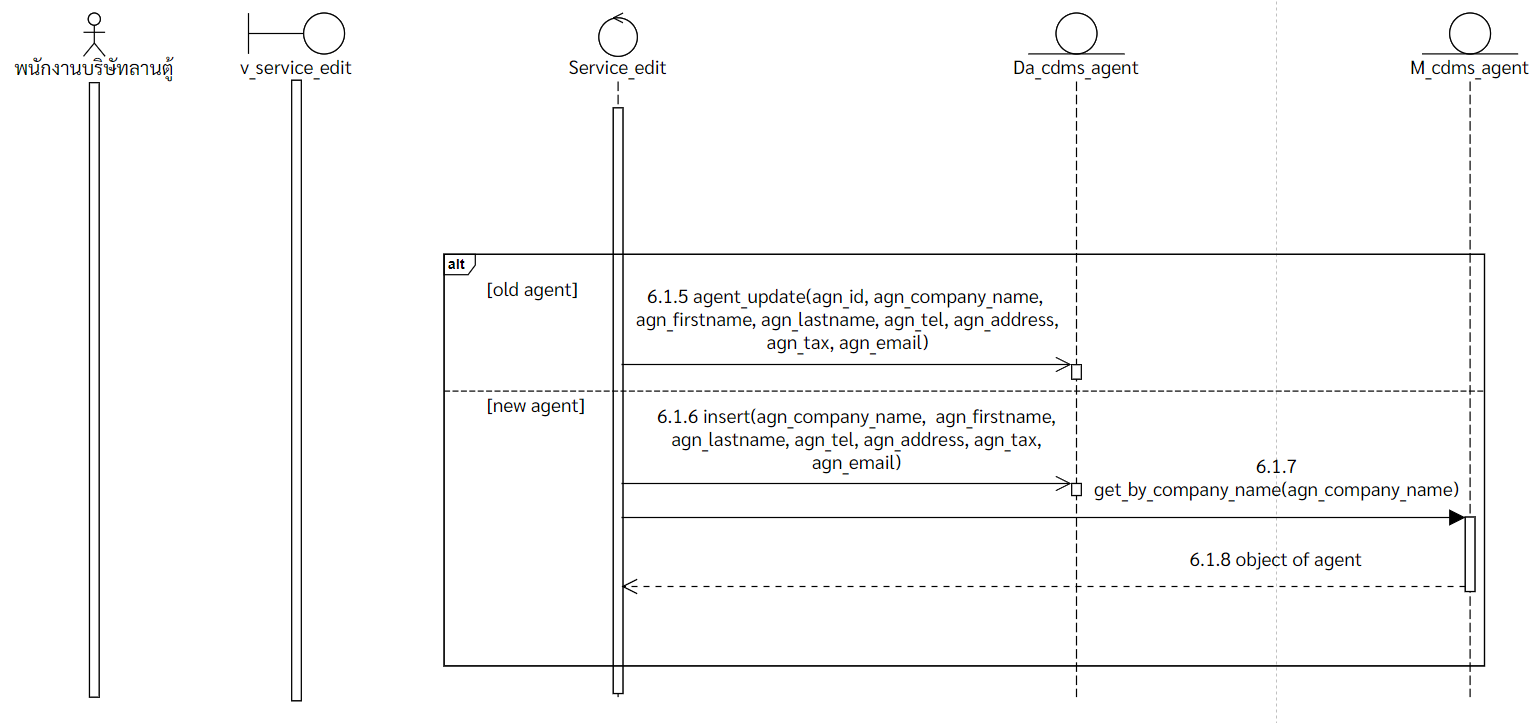 พนักงานบริษัทลานตู้
v_service_edit
Service_edit
Da_cdms_agent
M_cdms_agent
alt
[old agent]
6.1.5 agent_update(agn_id, agn_company_name,
agn_firstname, agn_lastname, agn_tel, agn_address,
agn_tax, agn_email)
[new agent]
6.1.6 insert(agn_company_name, agn_firstname,
agn_lastname, agn_tel, agn_address, agn_tax,
agn_email)
6.1.7
get_by_company_name(agn_company_name)
6.1.8 object of agent